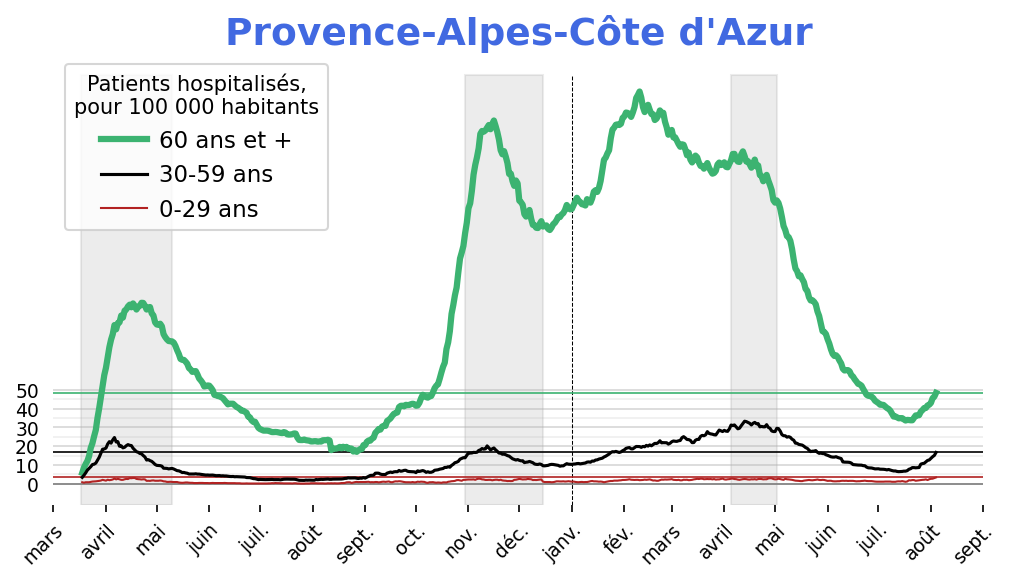 Provence-Alpes-Côte d'Azur
Patients hospitalisés,
pour 100 000 habitants
60 ans et +
30-59 ans
0-29 ans
50
40
30
20
10
0
mars
avril
mai
juin
juil.
août
sept.
oct.
nov.
déc.
janv.
fév.
mars
avril
mai
juin
juil.
août
sept.